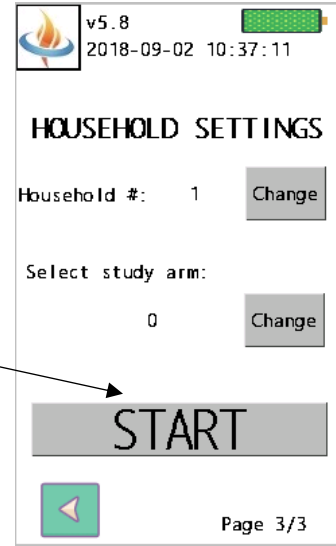 v5.8
2018-09-02 10:37:11
HOUSEHOLD SETTINGS
Household #: 1 Change
Select study arm:
0 Change
START
Page 3/3